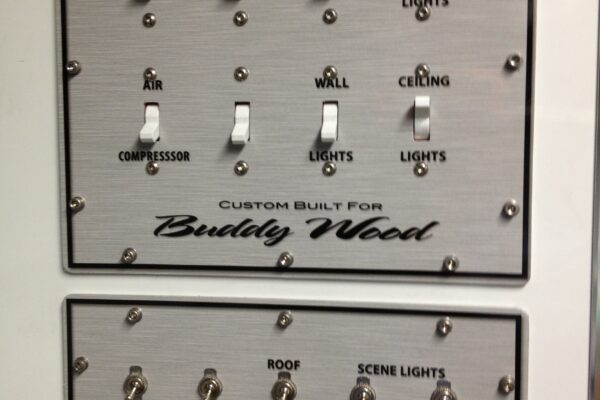 LIGHTS
AIR WALL CEILING
COMPRESSSOR LIGHTS LIGHTS
CUSTOM BUILT FOR
Buddy Wood
ROOF SCENE LIGHTS